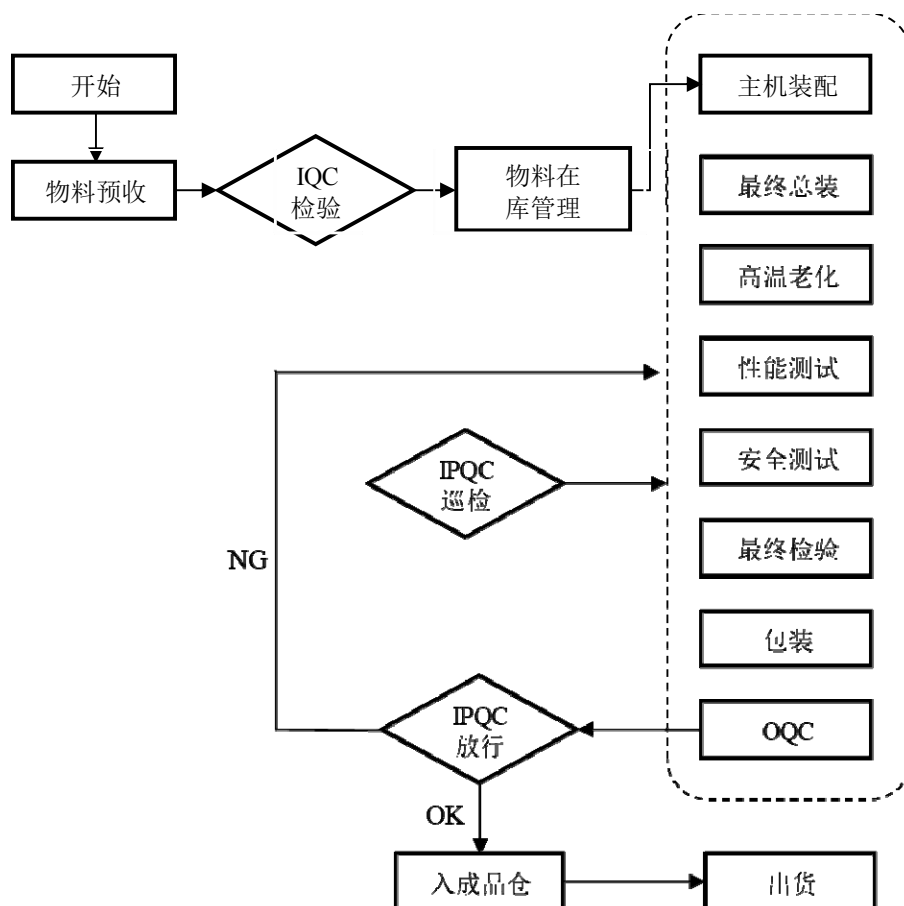 开始
主机装配
物料预收
IQC
检验
物料在
库管理
最终总装
高温老化
性能测试
IPQC
巡检
安全测试
NG
最终检验
包装
IPQC
放行
OQC
OK
入成品仓
出货